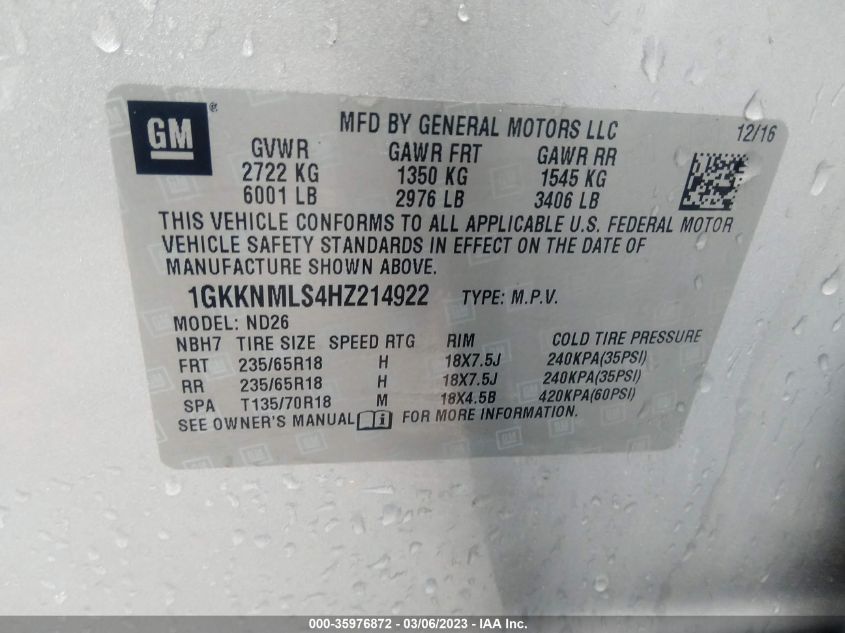 GM ®
MFD BY GENERAL MOTORS LLC 12/16
GVWR GAWR FRT GAWR RR
2722 KG 1350 KG 1545 KG
6001 LB 2976 LB 3406 LB
THIS VEHICLE CONFORMS TO ALL APPLICABLE U.S. FEDERAL MOTOR
VEHICLE SAFETY STANDARDS IN EFFECT ON THE DATE OF
MANUFACTURE SHOWN ABOVE.
1GKKNMLS4HZ214922 TYPE: M.P.V.
MODEL: ND26
NBH7 TIRE SIZE SPEED RTG RIM COLD TIRE PRESSURE
FRT 235/65R18 H 18X7.5J 240KPA(35PSI)
RR 235/65R18 H 18X7.5J 240KPA(35PSI)
SPA T135/70R18 M 18X4.5B 420KPA(60PSI)
SEE OWNER'S MANUAL i FOR MORE INFORMATION.
000-35976872 - 03/06/2023 - IAA Inc.